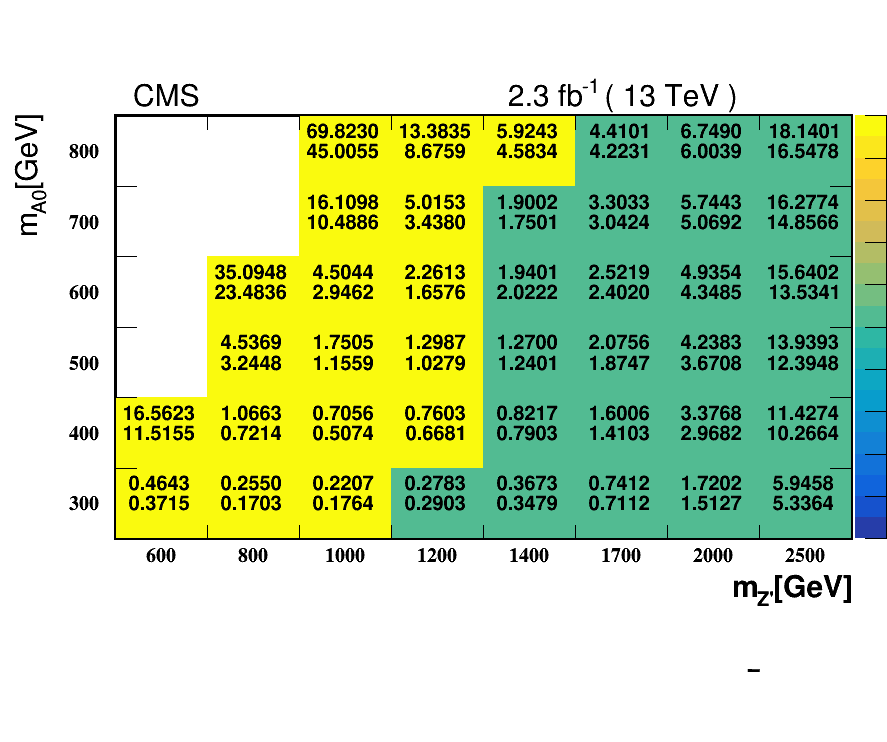 CMS 2.3 fb-1 ( 13 TeV )
mA0[GeV]
800 69.8230 13.3835 5.9243 4.4101 6.7490 18.1401
45.0055 8.6759 4.5834 4.2231 6.0039 16.5478
700 16.1098 5.0153 1.9002 3.3033 5.7443 16.2774
10.4886 3.4380 1.7501 3.0424 5.0692 14.8566
600 35.0948 4.5044 2.2613 1.9401 2.5219 4.9354 15.6402
23.4836 2.9462 1.6576 2.0222 2.4020 4.3485 13.5341
500 4.5369 1.7505 1.2987 1.2700 2.0756 4.2383 13.9393
3.2448 1.1559 1.0279 1.2401 1.8747 3.6708 12.3948
400 16.5623 1.0663 0.7056 0.7603 0.8217 1.6006 3.3768 11.4274
11.5155 0.7214 0.5074 0.6681 0.7903 1.4103 2.9682 10.2664
300 0.4643 0.2550 0.2207 0.2783 0.3673 0.7412 1.7202 5.9458
0.3715 0.1703 0.1764 0.2903 0.3479 0.7112 1.5127 5.3364
600 800 1000 1200 1400 1700 2000 2500
mZ'[GeV]
–